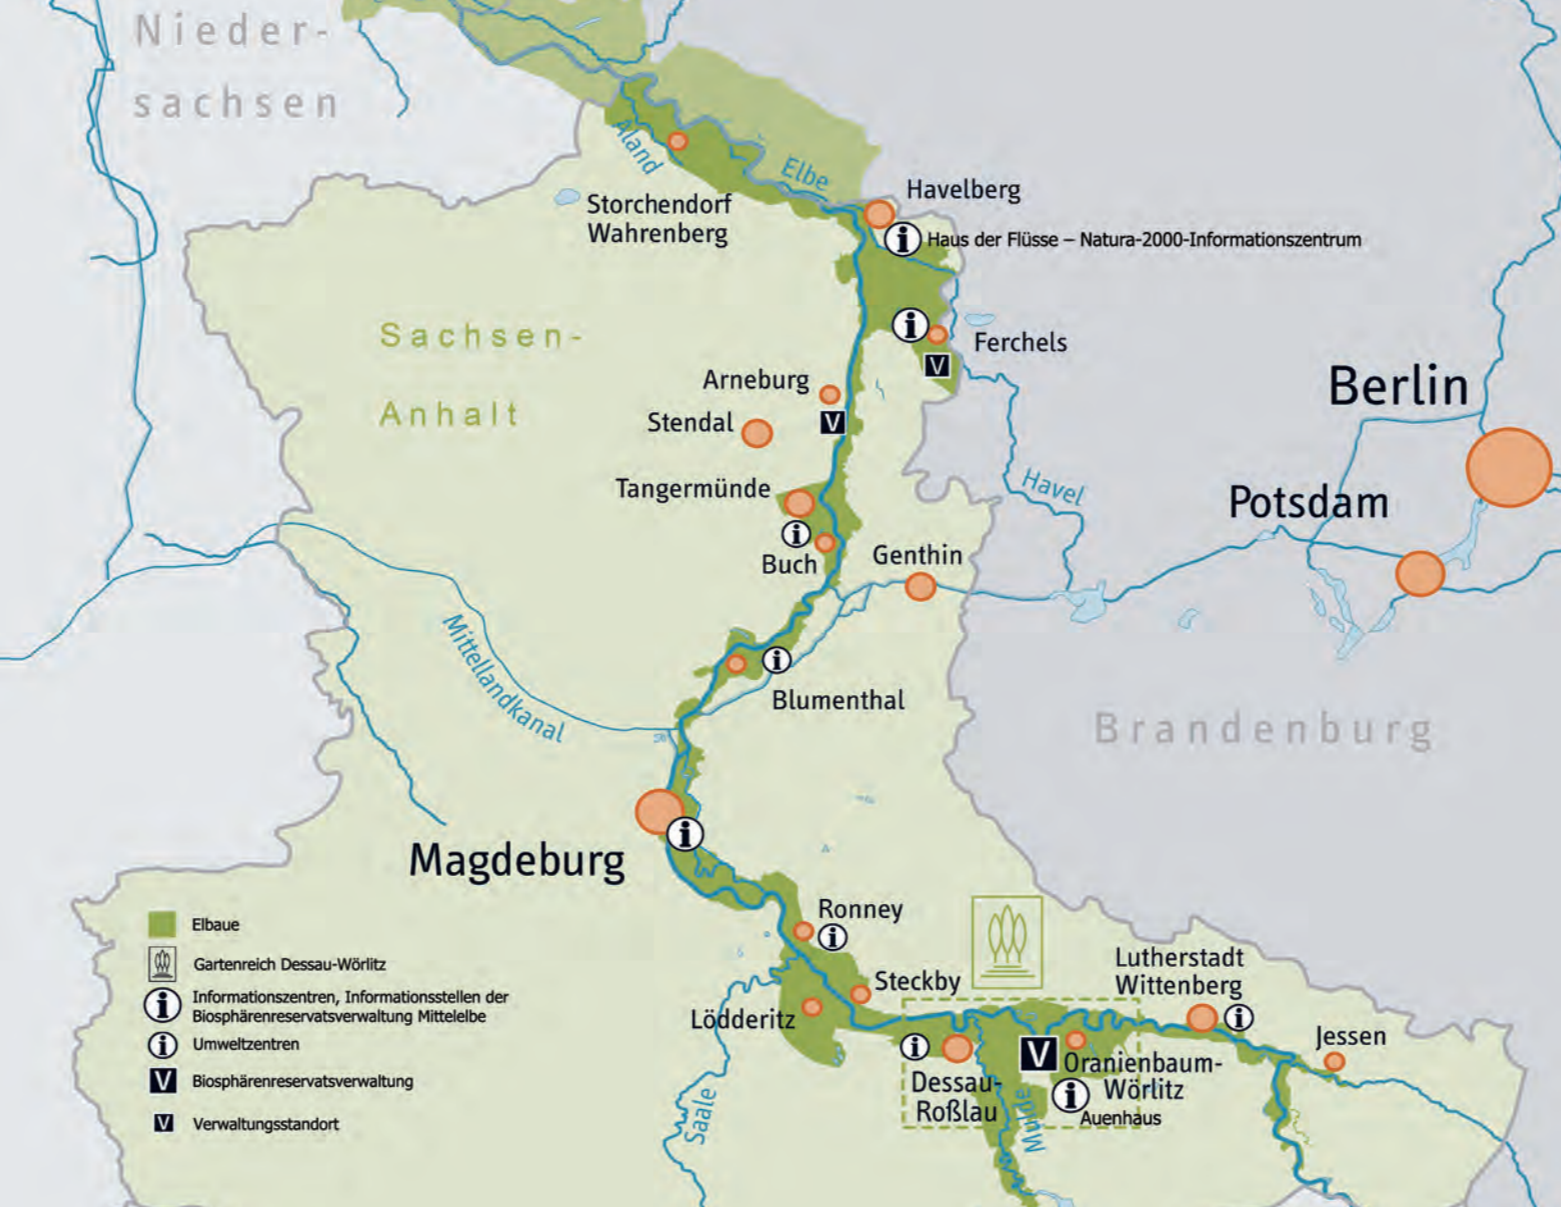 Nieder-
sachsen
Aland
Elbe
Havelberg
Storchendorf
Wahrenberg
i
Haus der Flüsse – Natura-2000-Informationszentrum
Sachsen-
Anhalt
i
Ferchels
V
Arneburg
Berlin
Stendal
V
Tangermünde
Havel
Potsdam
i
Buch
Genthin
Mittellandkanal
i
Blumenthal
Brandenburg
i
Magdeburg
Ronney
i
Elbaue
Gartenreich Dessau-Wörlitz
i
Informationszentren, Informationsstellen der
Biosphärenreservatsverwaltung Mittelelbe
i
Umweltzentren
V
Biosphärenreservatsverwaltung
V
Verwaltungsstandort
Steckby
Lödderitz
Lutherstadt
Wittenberg
i
Jessen
i
V
Oranienbaum-
Wörlitz
Dessau-
Roßlau
i
Auenhaus
Saale
Mulde